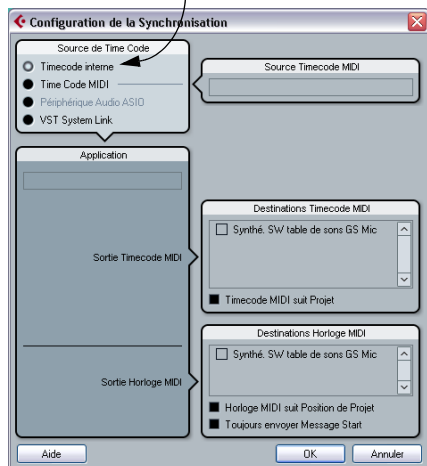 Configuration de la Synchronisation
Source de Time Code
Timecode interne
Time Code MIDI
Périphérique Audio ASIO
VST System Link
Source Timecode MIDI
Application
Sortie Timecode MIDI
Sortie Horloge MIDI
Destinations Timecode MIDI
Synthé. SW table de sons GS Mic
Timecode MIDI suit Projet
Destinations Horloge MIDI
Synthé. SW table de sons GS Mic
Horloge MIDI suit Position de Projet
Toujours envoyer Message Start
Aide
OK
Annuler